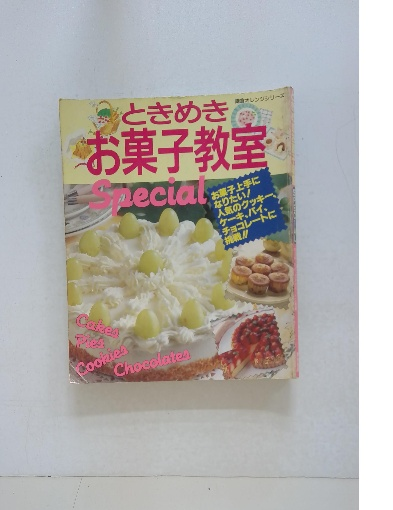 ときめき
お菓子教室
Special
お菓子上手に
なりたい!
人気のクッキー、
ケーキ、パイ、
チョコレートに
挑戦!!
Cakes
Pies
Cookies
Chocolates